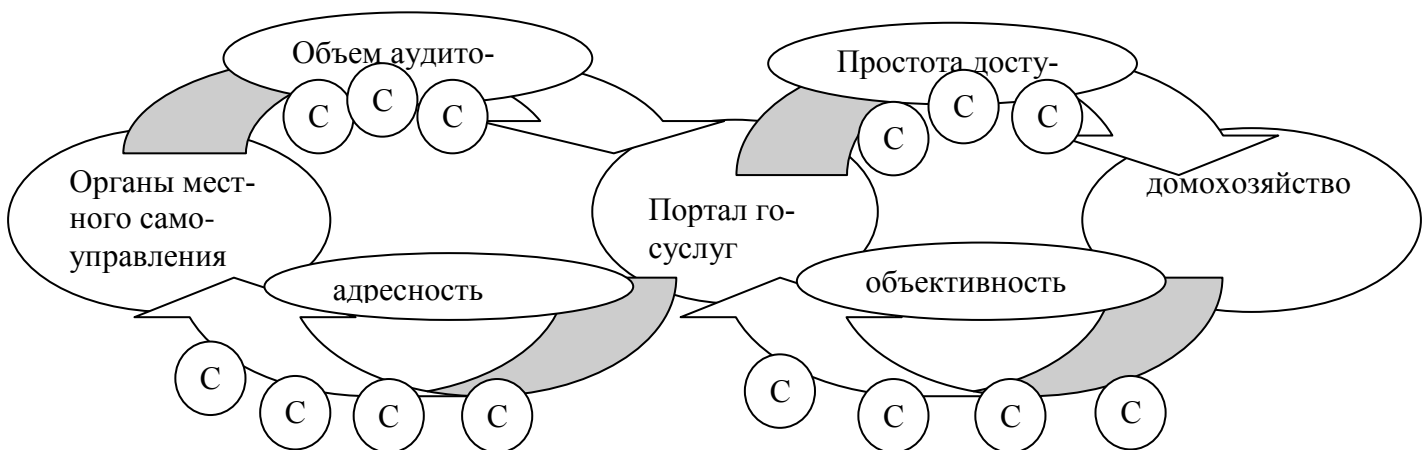 Объем аудито-
Простота досту-
С
С
С
С
С
С
Органы мест-
ного само-
управления
Портал го-
суслуг
домохозяйство
адресность
объективность
С
С
С
С
С
С
С
С